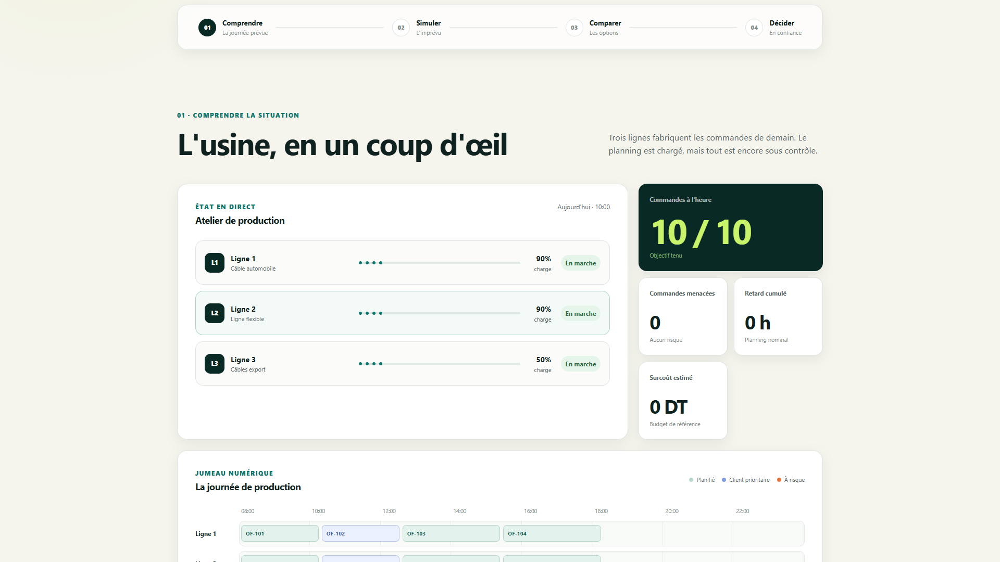 01
Comprendre
La journée prévue
02
Simuler
L'imprévu
03
Comparer
Les options
04
Décider
En confiance
01 · COMPRENDRE LA SITUATION
L'usine, en un coup d'œil
Trois lignes fabriquent les commandes de demain. Le
planning est chargé, mais tout est encore sous contrôle.
ÉTAT EN DIRECT
Atelier de production
Aujourd'hui · 10:00
L1
Ligne 1
Câble automobile
90%
charge
En marche
L2
Ligne 2
Ligne flexible
90%
charge
En marche
L3
Ligne 3
Câbles export
50%
charge
En marche
Commandes à l'heure
10 / 10
Objectif tenu
Commandes menacées
0
Aucun risque
Retard cumulé
0 h
Planning nominal
Surcoût estimé
0 DT
Budget de référence
JUMEAU NUMÉRIQUE
La journée de production
Planifié
Client prioritaire
À risque
08:00 10:00 12:00 14:00 16:00 18:00 20:00 22:00
Ligne 1
OF-101
OF-102
OF-103
OF-104